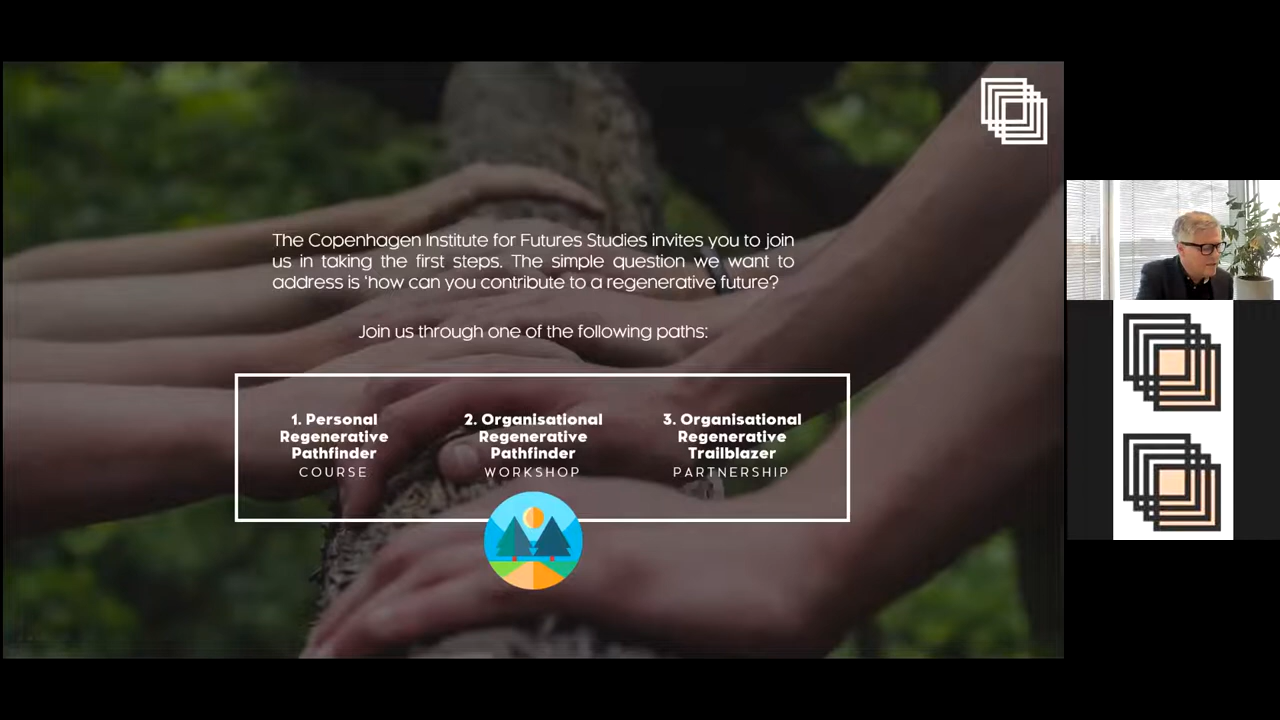 The Copenhagen Institute for Futures Studies invites you to join
us in taking the first steps. The simple question we want to
address is 'how can you contribute to a regenerative future?
Join us through one of the following paths:
1. Personal
Regenerative
Pathfinder
COURSE
2. Organisational
Regenerative
Pathfinder
WORKSHOP
3. Organisational
Regenerative
Trailblazer
PARTNERSHIP